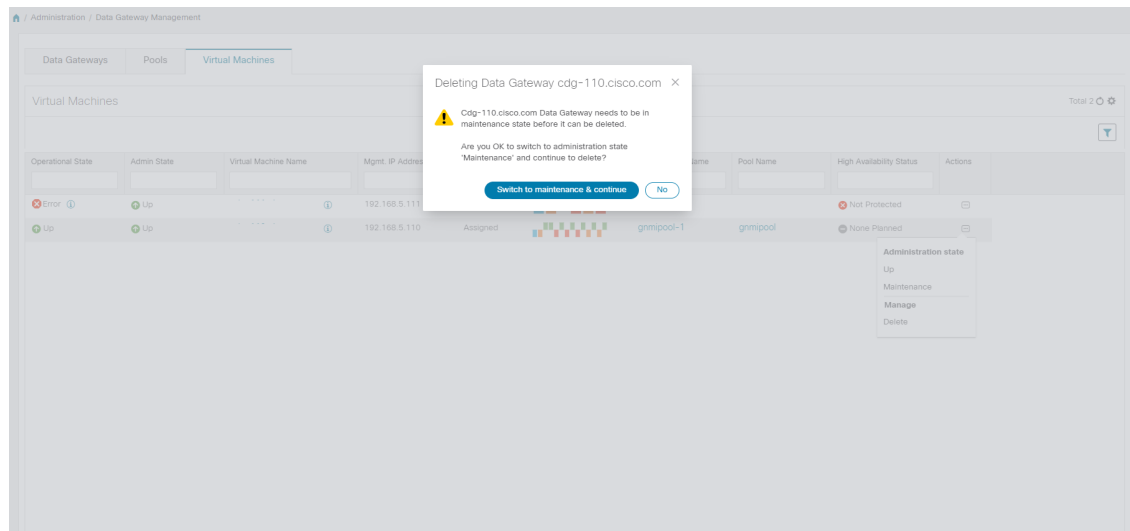 / Administration / Data Gateway Management
Data Gateways Pools Virtual Machines
Virtual Machines
Total 2
Operational State Admin State Virtual Machine Name Mgmt. IP Addres ame Pool Name High Availability Status Actions
Error Up 192.168.5.111 Not Protected
Up Up 192.168.5.110 Assigned gnmipool-1 gnmipool None Planned
Deleting Data Gateway cdg-110.cisco.com
Cdg-110.cisco.com Data Gateway needs to be in
maintenance state before it can be deleted.
Are you OK to switch to administration state
'Maintenance' and continue to delete?
Switch to maintenance & continue No
Administration state
Up
Maintenance
Manage
Delete